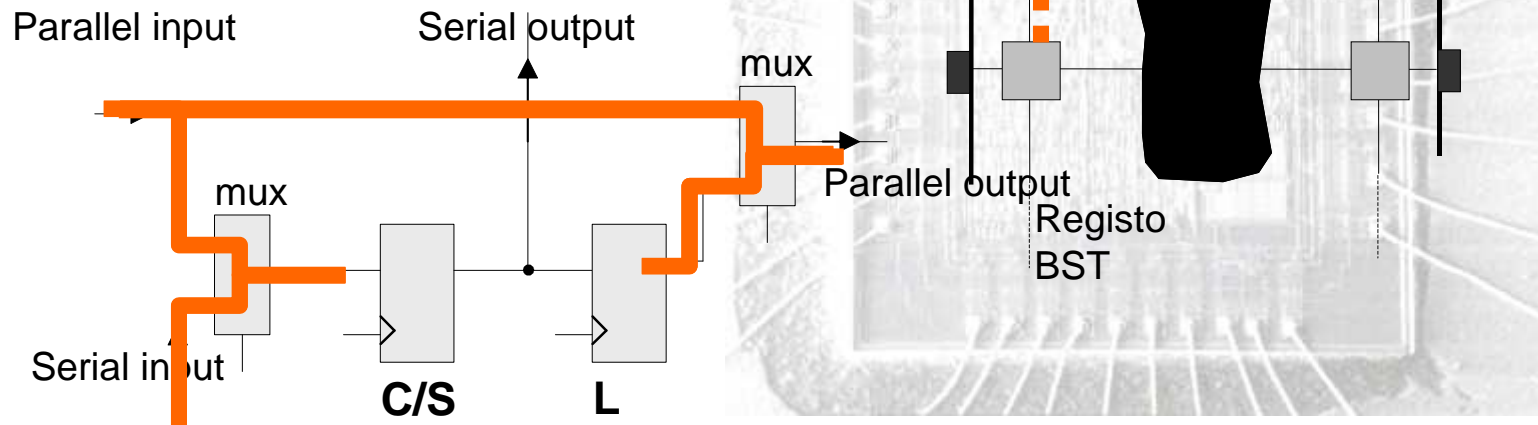 Parallel input
Serial output
mux
mux
Parallel output
Registo
BST
Serial input
C/S
L